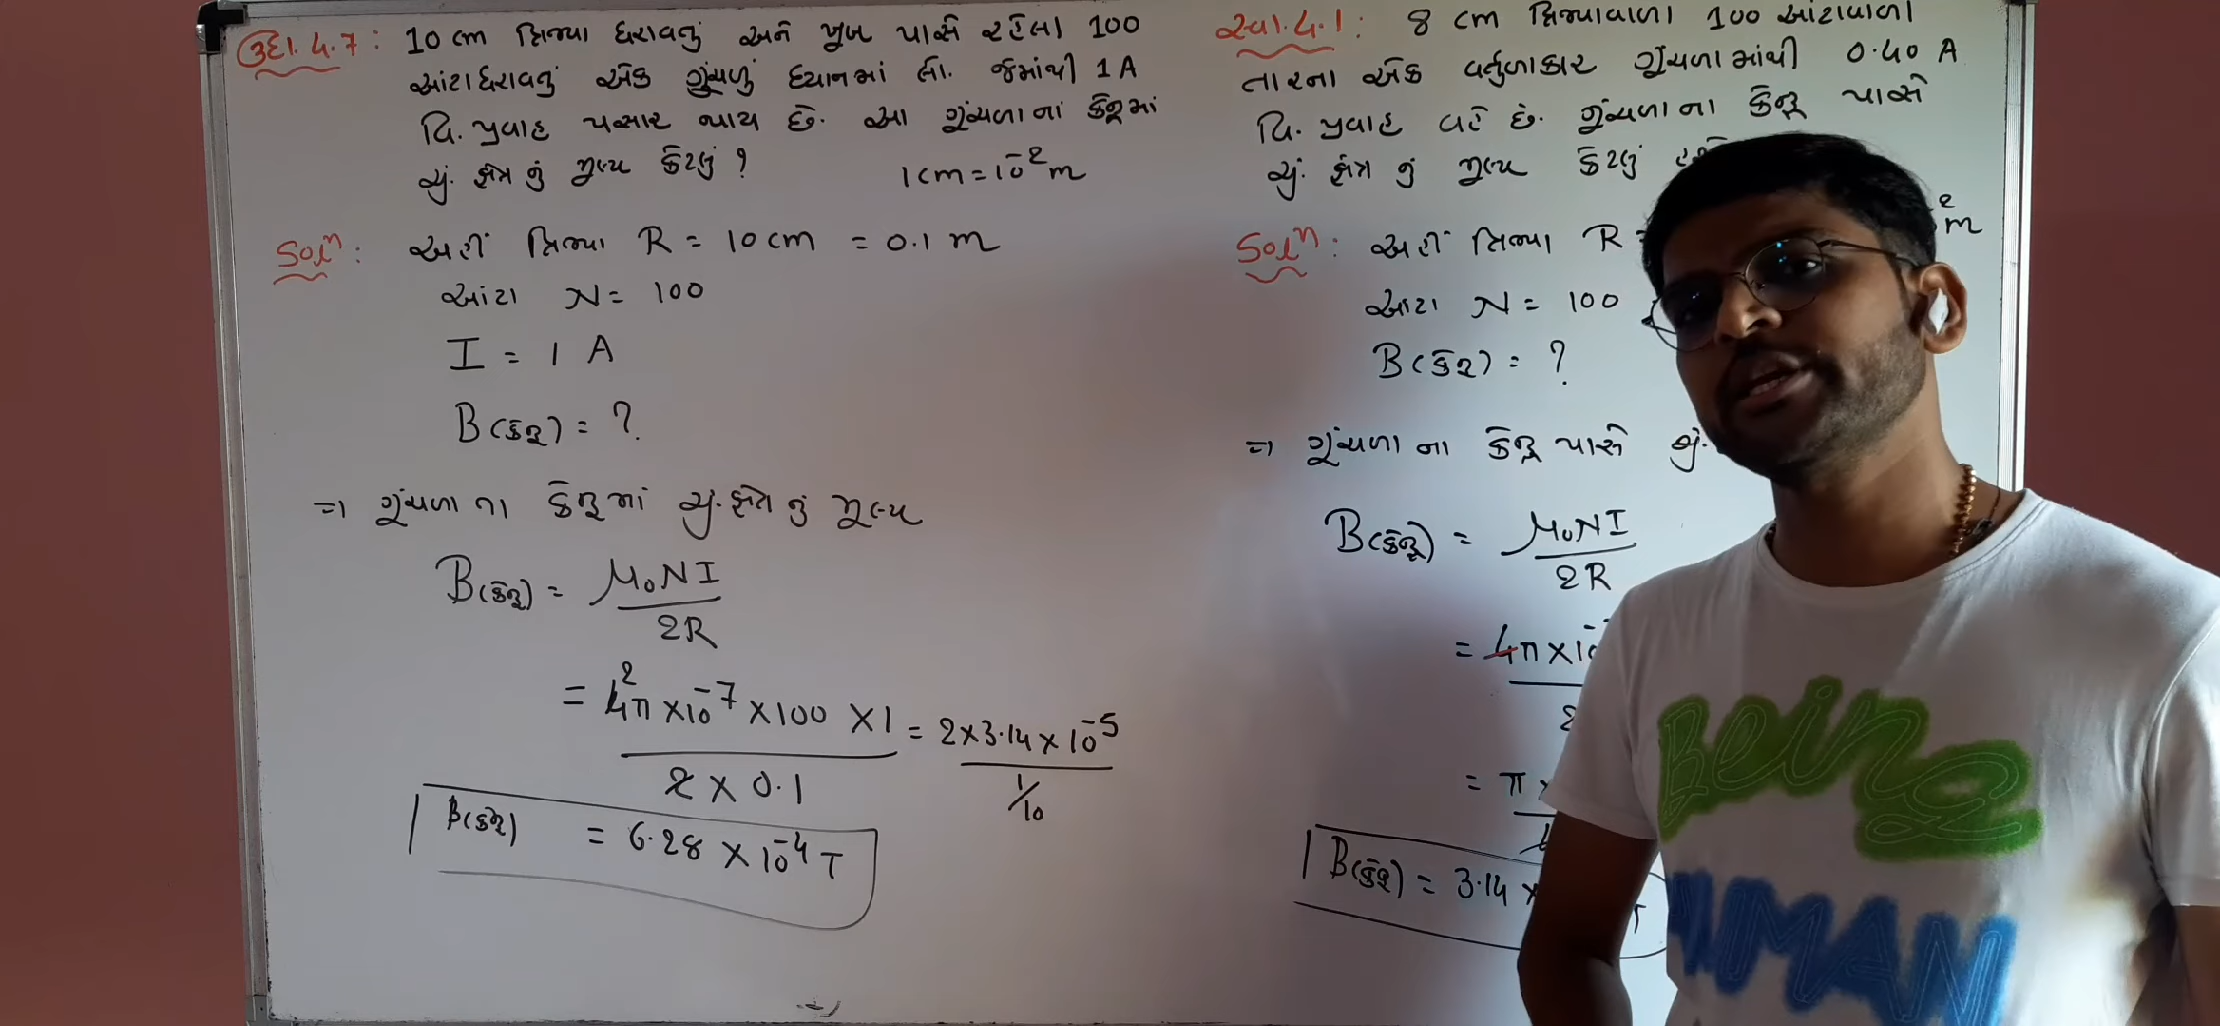 ઉદા. 4.7 : 10 cm ત્રિજ્યા ધરાવતું અને ખૂબ પાસે રહેલા 100
આંટા ધરાવતું એક ગૂંચળું ધ્યાનમાં લો. જેમાંથી 1 A
વિ. પ્રવાહ પસાર થાય છે. આ ગૂંચળાનાં કેન્દ્રમાં
ચું. ક્ષેત્ર નું મૂલ્ય કેટલું ?
1 cm = 10⁻² m
Solⁿ : અહીં ત્રિજ્યા R = 10 cm = 0.1 m
આંટા N = 100
I = 1 A
B(કેન્દ્ર) = ?
⇒ ગૂંચળા ના કેન્દ્રમાં ચું. ક્ષેત્ર નું મૂલ્ય
B(કેન્દ્ર) = μ₀NI / 2R
= 4π × 10⁻⁷ × 100 × 1 / 2 × 0.1 = 2 × 3.14 × 10⁻⁵ / 1/10
B(કેન્દ્ર) = 6.28 × 10⁻⁴ T
સ્વા. 4.1 : 8 cm ત્રિજ્યાવાળા 100 આંટાવાળા
તારના એક વર્તુળાકાર ગૂંચળામાંથી 0.40 A
વિ. પ્રવાહ વહે છે. ગૂંચળાના કેન્દ્ર પાસે
ચું. ક્ષેત્ર નું મૂલ્ય કેટલું
Solⁿ : અહીં ત્રિજ્યા R
² m
આંટા N = 100
B(કેન્દ્ર) = ?
⇒ ગૂંચળા ના કેન્દ્ર પાસે ચું.
B(કેન્દ્ર) = μ₀NI / 2R
= 4π × 10
= π ×
B(કેન્દ્ર) = 3.14 × T
Being
HUMAN